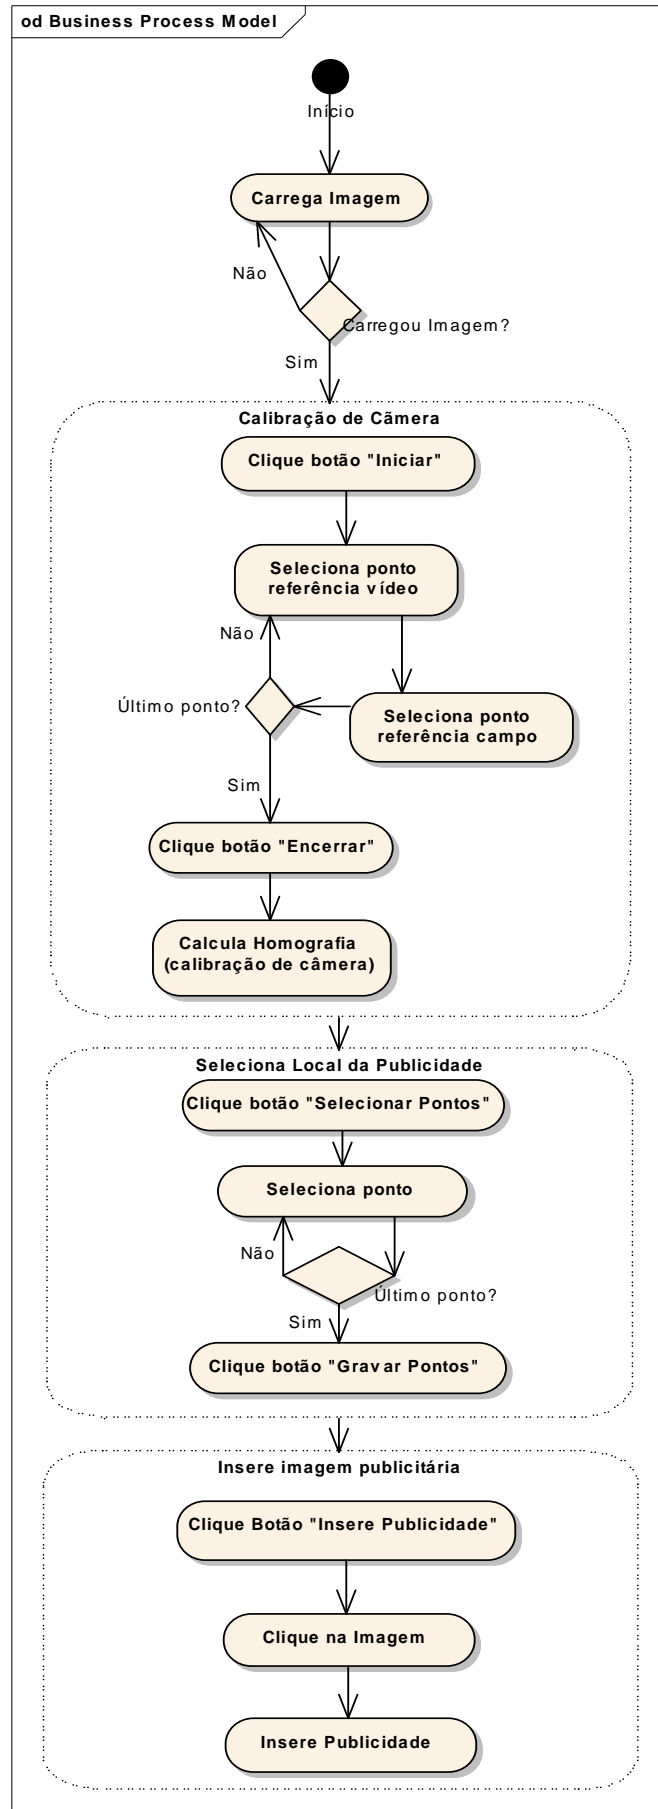 od Business Process Model
Início
Carrega Imagem
Não
Carregou Imagem?
Sim
Calibração de Cãmera
Clique botão "Iniciar"
Seleciona ponto
referência vídeo
Não
Último ponto?
Seleciona ponto
referência campo
Sim
Clique botão "Encerrar"
Calcula Homografia
(calibração de câmera)
Seleciona Local da Publicidade
Clique botão "Selecionar Pontos"
Seleciona ponto
Não
Último ponto?
Sim
Clique botão "Gravar Pontos"
Insere imagem publicitária
Clique Botão "Insere Publicidade"
Clique na Imagem
Insere Publicidade